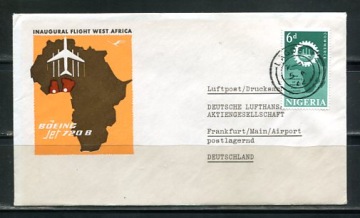 INAUGURAL FLIGHT WEST AFRICA
BOEING
Jet 720 B
6d
NIGERIA
Luftpost/Drucksache
DEUTSCHE LUFTHANSA
AKTIENGESELLSCHAFT
Frankfurt/Main/Airport
postlagernd
DEUTSCHLAND